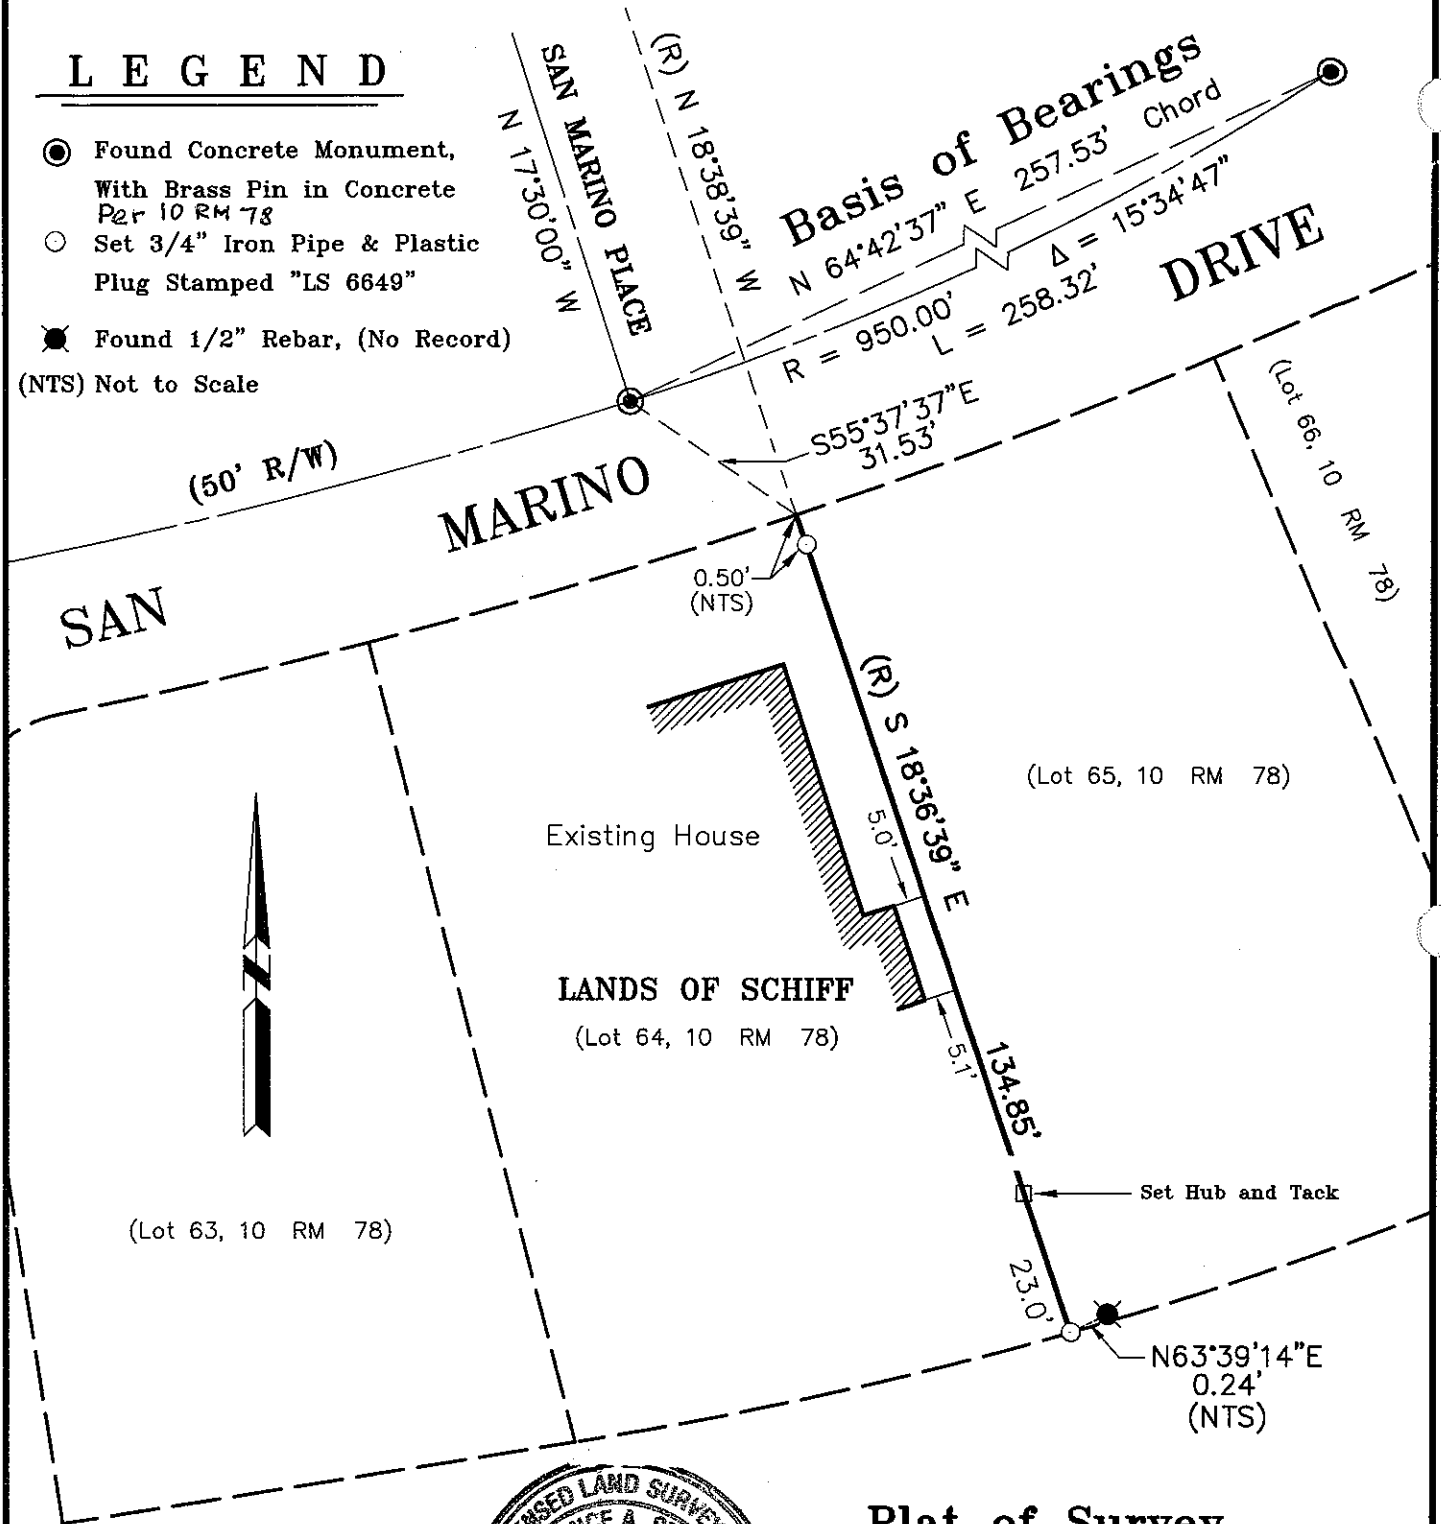 LEGEND
Found Concrete Monument,
With Brass Pin in Concrete
Per 10 RM 78
Set 3/4" Iron Pipe & Plastic
Plug Stamped "LS 6649"
Found 1/2" Rebar, (No Record)
(NTS) Not to Scale
SAN MARINO PLACE
N 17°30'00" W
(R) N 18°38'39" W
Basis of Bearings
N 64°42'37" E 257.53' Chord
Δ = 15°34'47"
R = 950.00'
L = 258.32'
SAN MARINO DRIVE
(50' R/W)
S55°37'37"E
31.53'
(Lot 66, 10 RM 78)
0.50'
(NTS)
(R) S 18°36'39" E
134.85'
(Lot 65, 10 RM 78)
Existing House
5.0'
LANDS OF SCHIFF
(Lot 64, 10 RM 78)
5.1'
N
Set Hub and Tack
(Lot 63, 10 RM 78)
23.0'
N63°39'14"E
0.24'
(NTS)
LAND
Plat of Survey